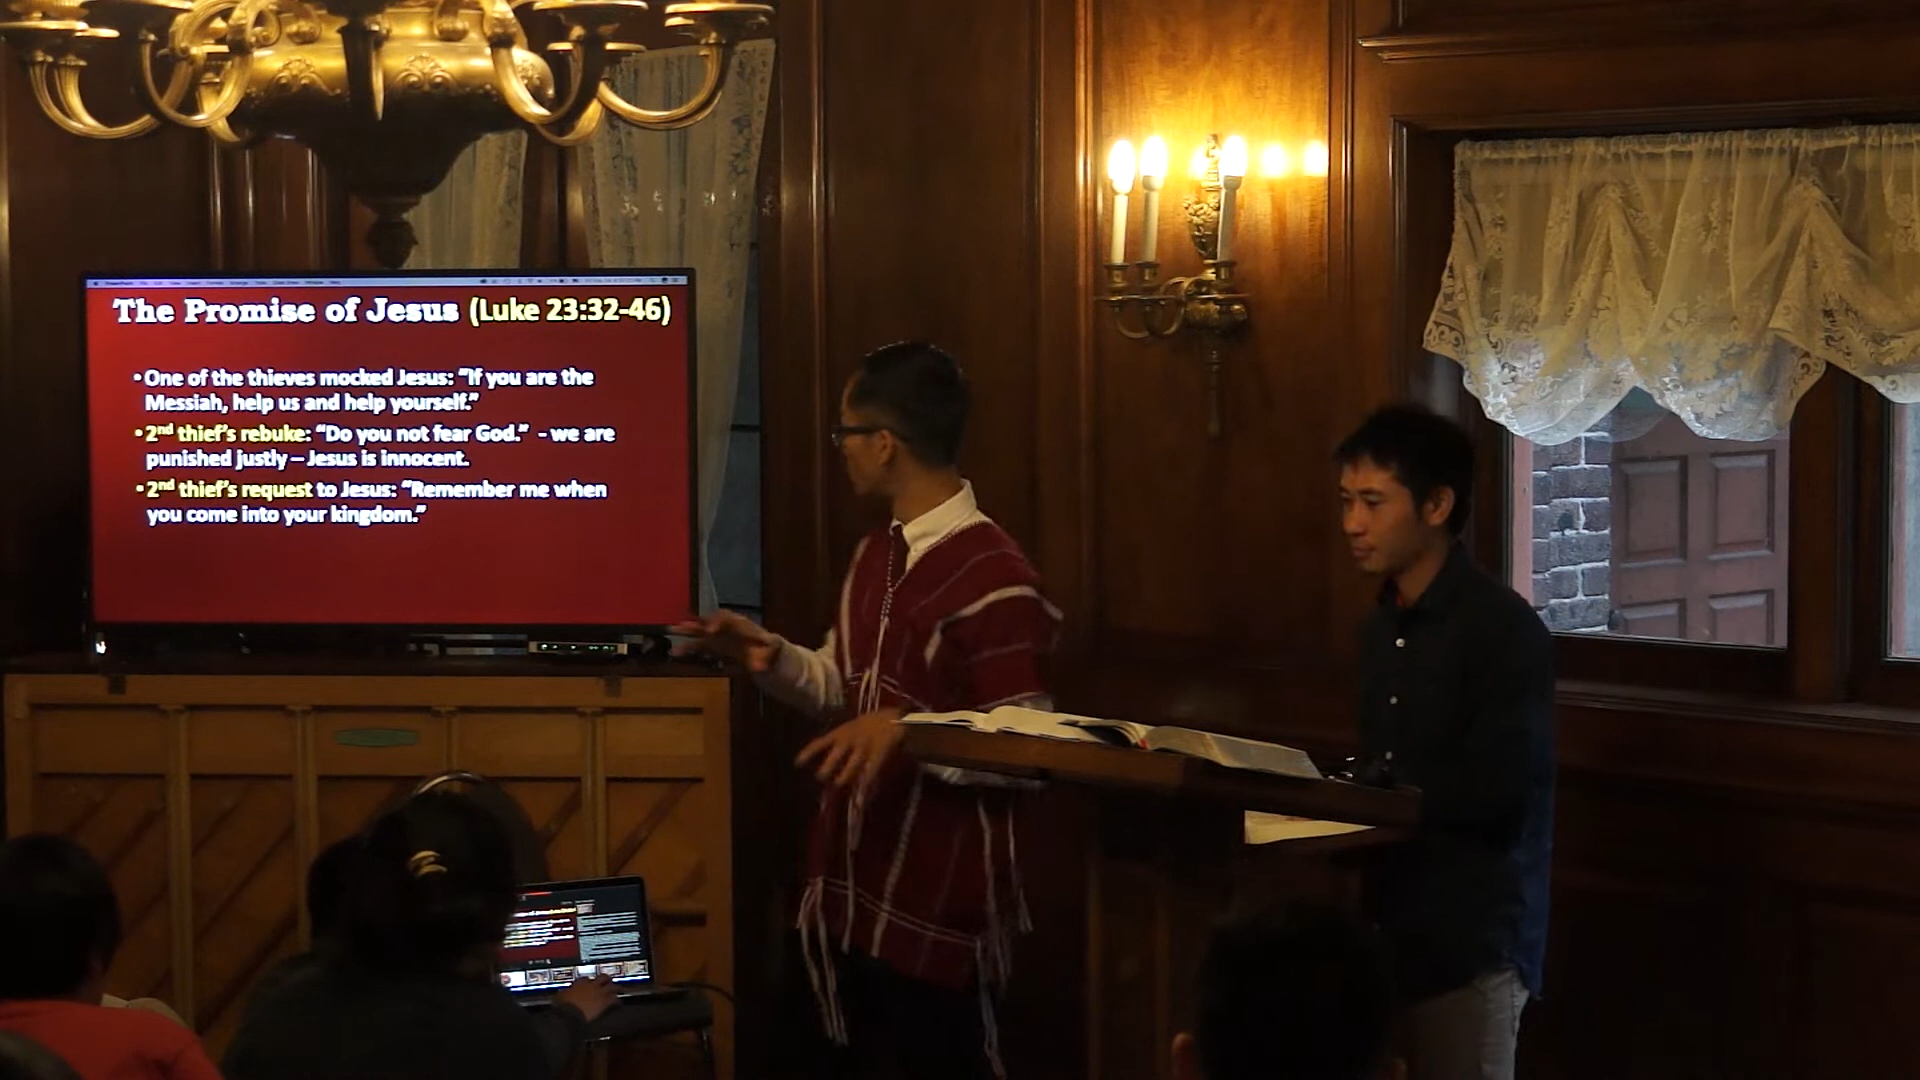 The Promise of Jesus (Luke 23:32-46)
•One of the thieves mocked Jesus: "If you are the
Messiah, help us and help yourself."
•2nd thief's rebuke: "Do you not fear God." - we are
punished justly – Jesus is innocent.
•2nd thief's request to Jesus: "Remember me when
you come into your kingdom."